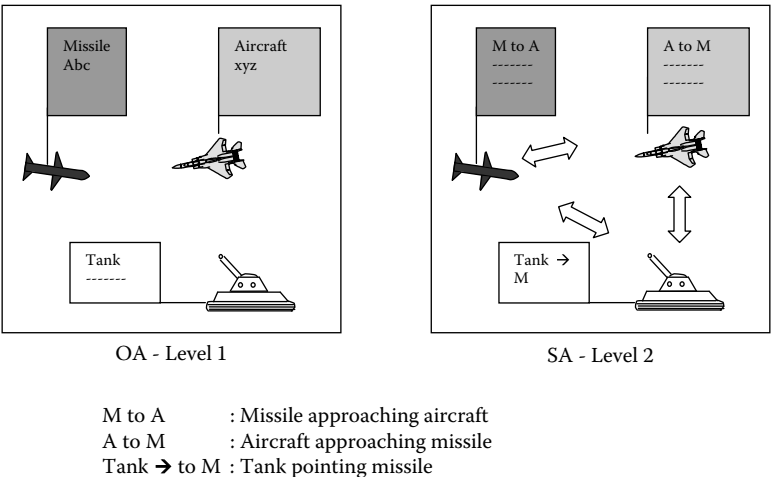 Missile
Abc
Aircraft
xyz
Tank
-------
OA - Level 1
M to A
-------
-------
A to M
-------
-------
Tank →
M
SA - Level 2
M to A : Missile approaching aircraft
A to M : Aircraft approaching missile
Tank → to M : Tank pointing missile